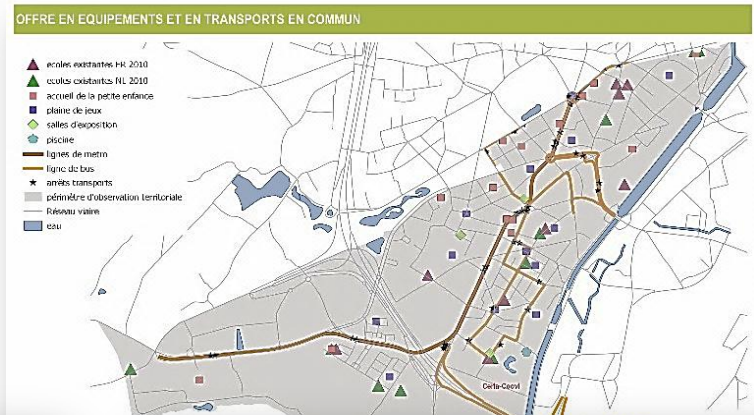 OFFRE EN EQUIPEMENTS ET EN TRANSPORTS EN COMMUN
ecoles existantes FR 2010
ecoles existantes NL 2010
accueil de la petite enfance
plaine de jeux
salles d'exposition
piscine
lignes de metro
ligne de bus
arrêts transports
périmètre d'observation territoriale
Réseau viaire
eau
Ceria-Coovi